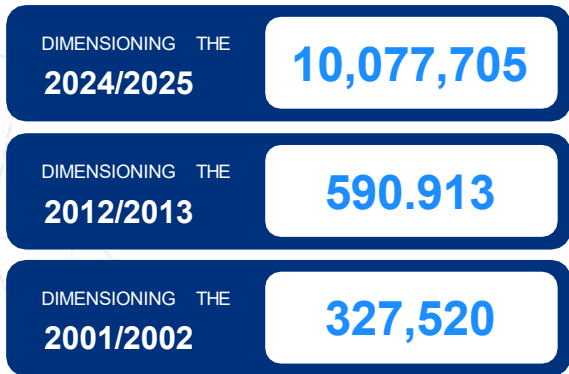 DIMENSIONING THE
2024/2025
10,077,705
DIMENSIONING THE
2012/2013
590.913
DIMENSIONING THE
2001/2002
327,520